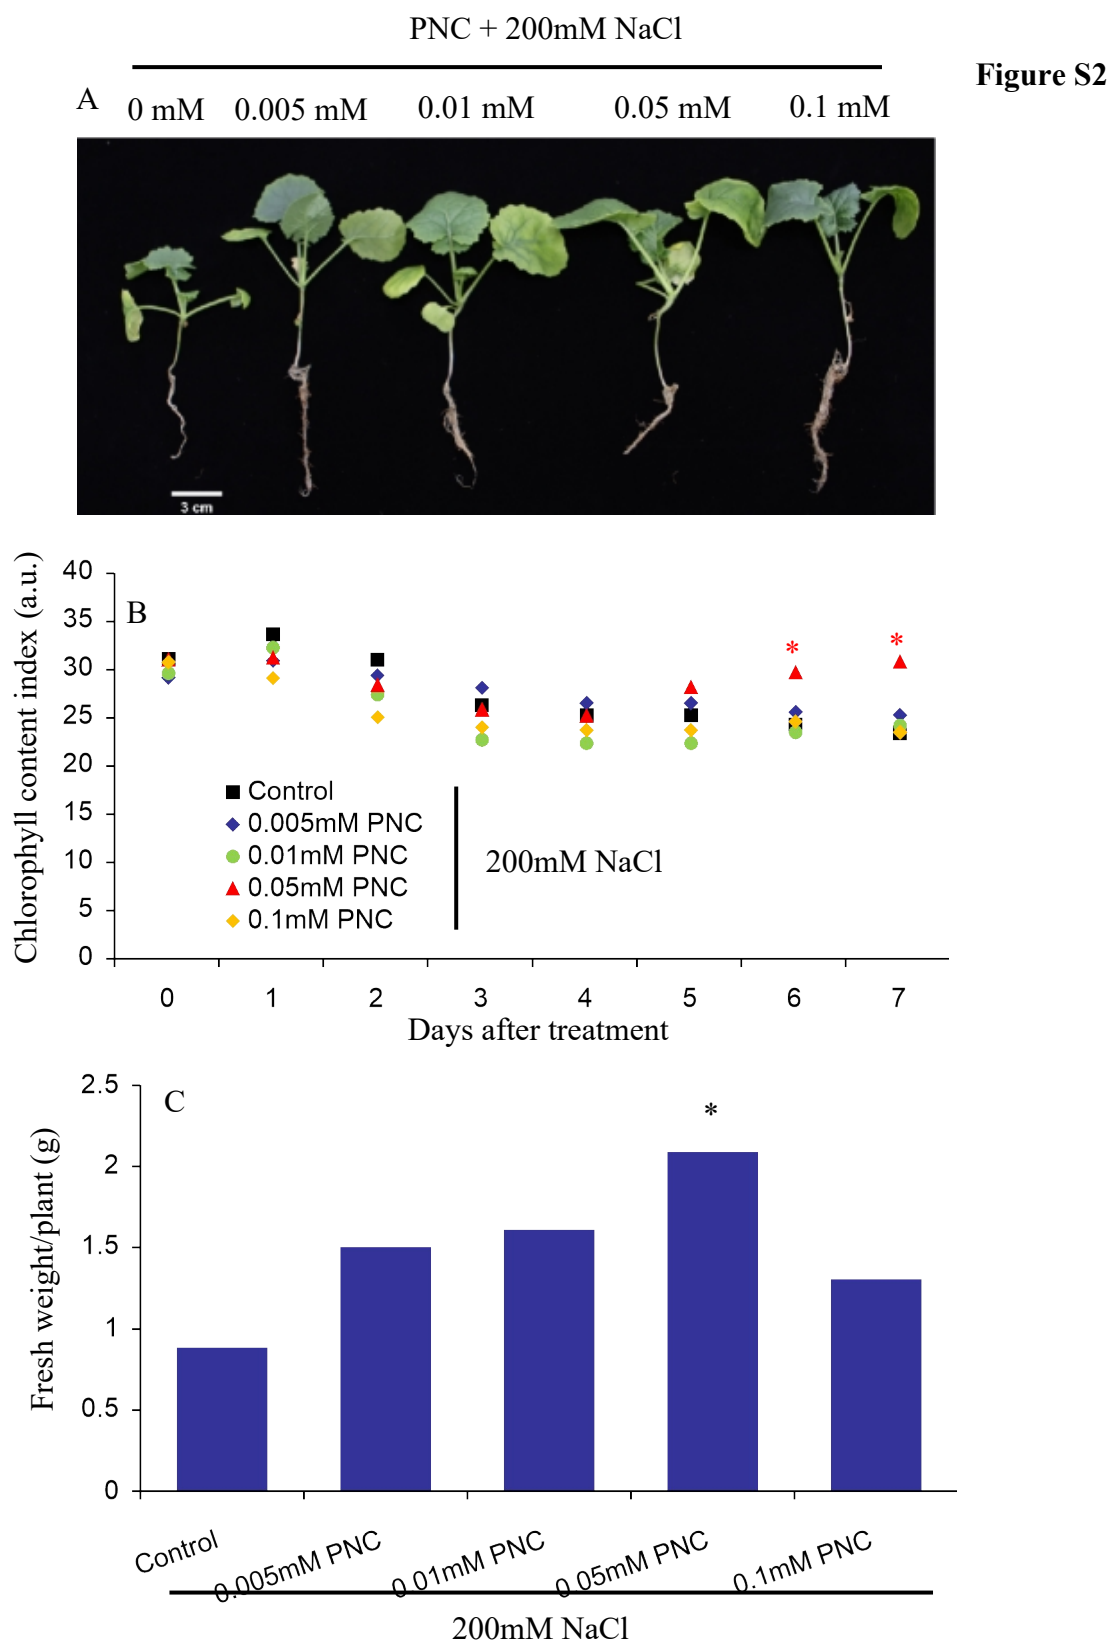 PNC + 200mM NaCl
Figure S2
A
0 mM 0.005 mM 0.01 mM 0.05 mM 0.1 mM
3 cm
B
Chlorophyll content index (a.u.)
40
35
30
25
20
15
10
5
0
* *
Control
0.005mM PNC
0.01mM PNC
0.05mM PNC
0.1mM PNC
200mM NaCl
0 1 2 3 4 5 6 7
Days after treatment
C
Fresh weight/plant (g)
2.5
2
1.5
1
0.5
0
*
Control 0.005mM PNC 0 01mM PNC 0 05mM PNC 0.1mM PNC
200mM NaCl